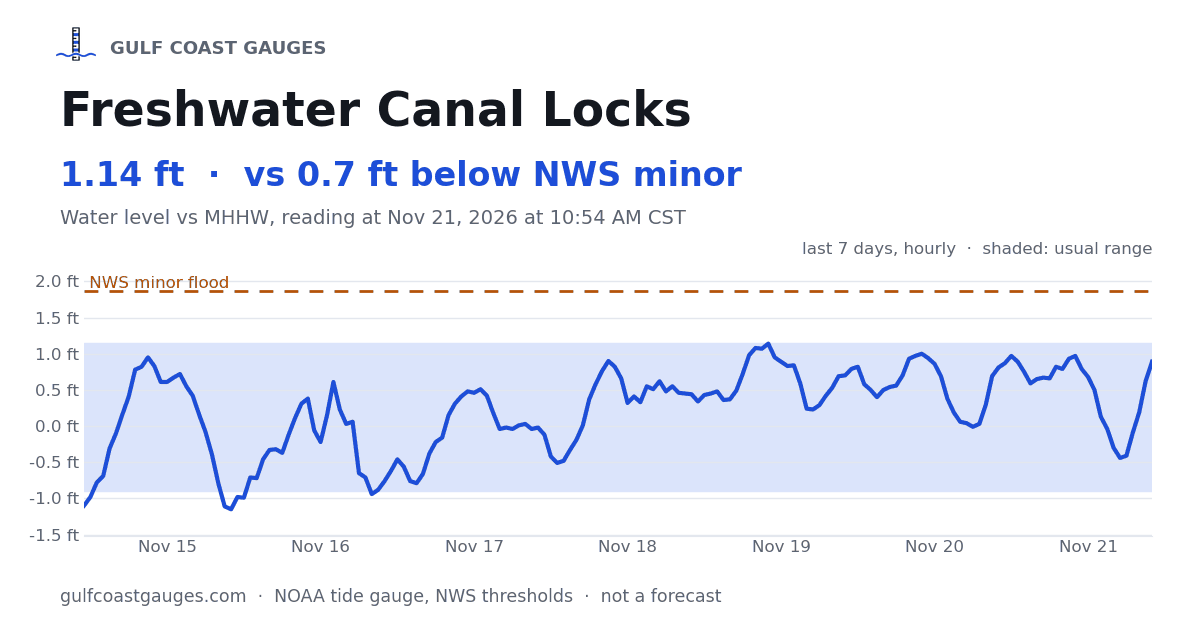 GULF COAST GAUGES
Freshwater Canal Locks
1.14 ft · vs 0.7 ft below NWS minor
Water level vs MHHW, reading at Nov 21, 2026 at 10:54 AM CST
last 7 days, hourly · shaded: usual range
2.0 ft
NWS minor flood
1.5 ft
1.0 ft
0.5 ft
0.0 ft
-0.5 ft
-1.0 ft
-1.5 ft
Nov 15 Nov 16 Nov 17 Nov 18 Nov 19 Nov 20 Nov 21
gulfcoastgauges.com · NOAA tide gauge, NWS thresholds · not a forecast